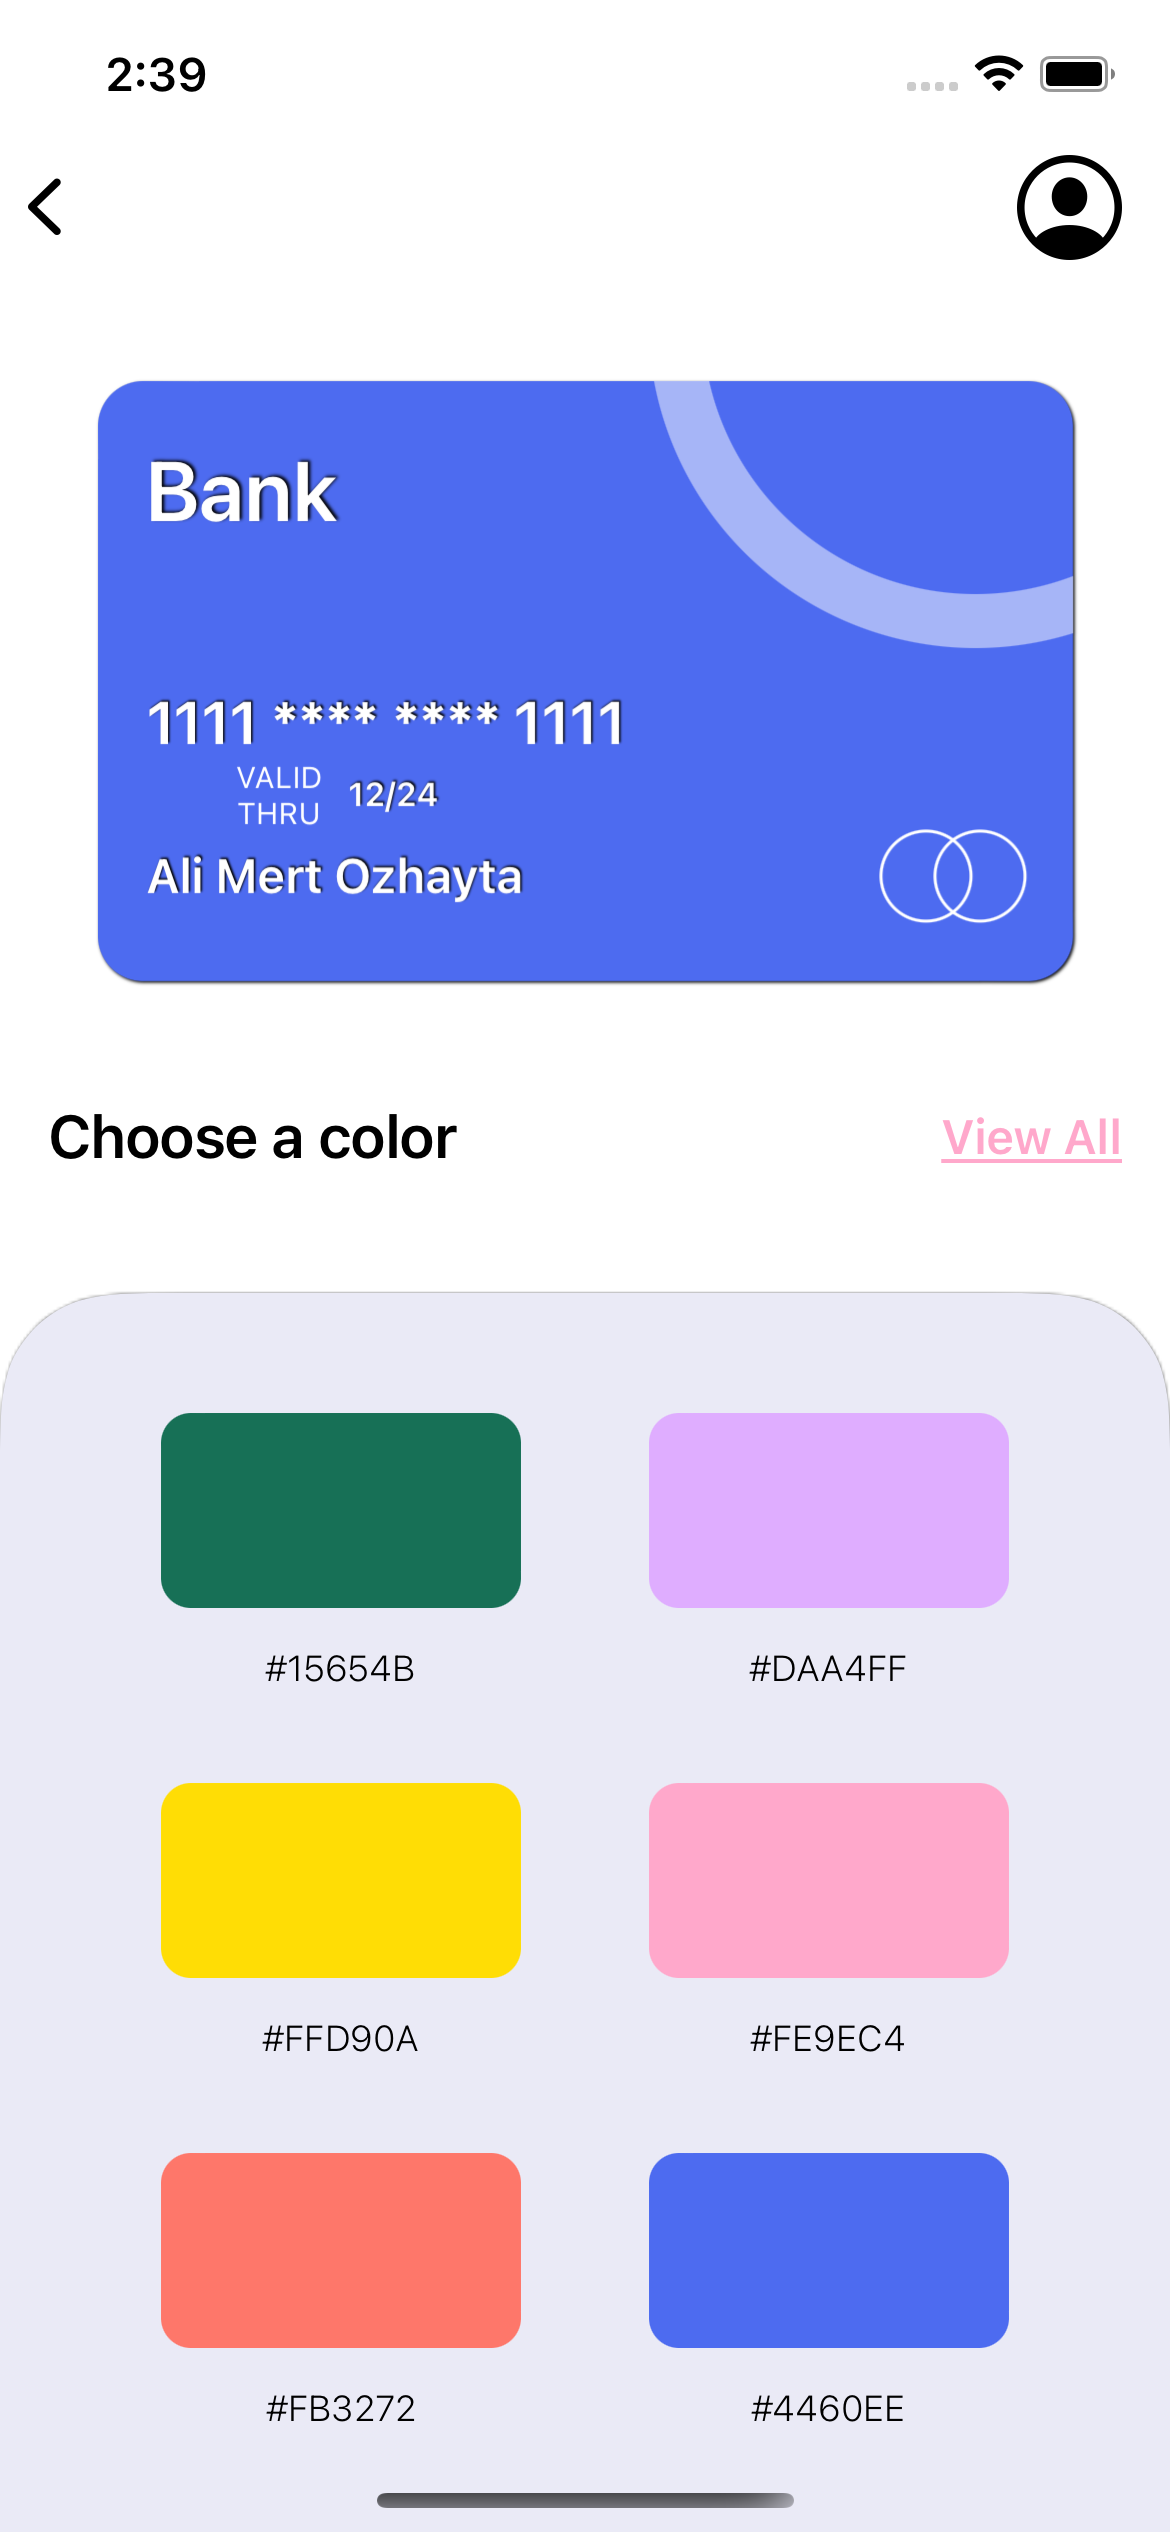 2:39
Bank
1111 **** **** 1111
VALID
THRU
12/24
Ali Mert Ozhayta
Choose a color
View All
#15654B
#DAA4FF
#FFD90A
#FE9EC4
#FB3272
#4460EE